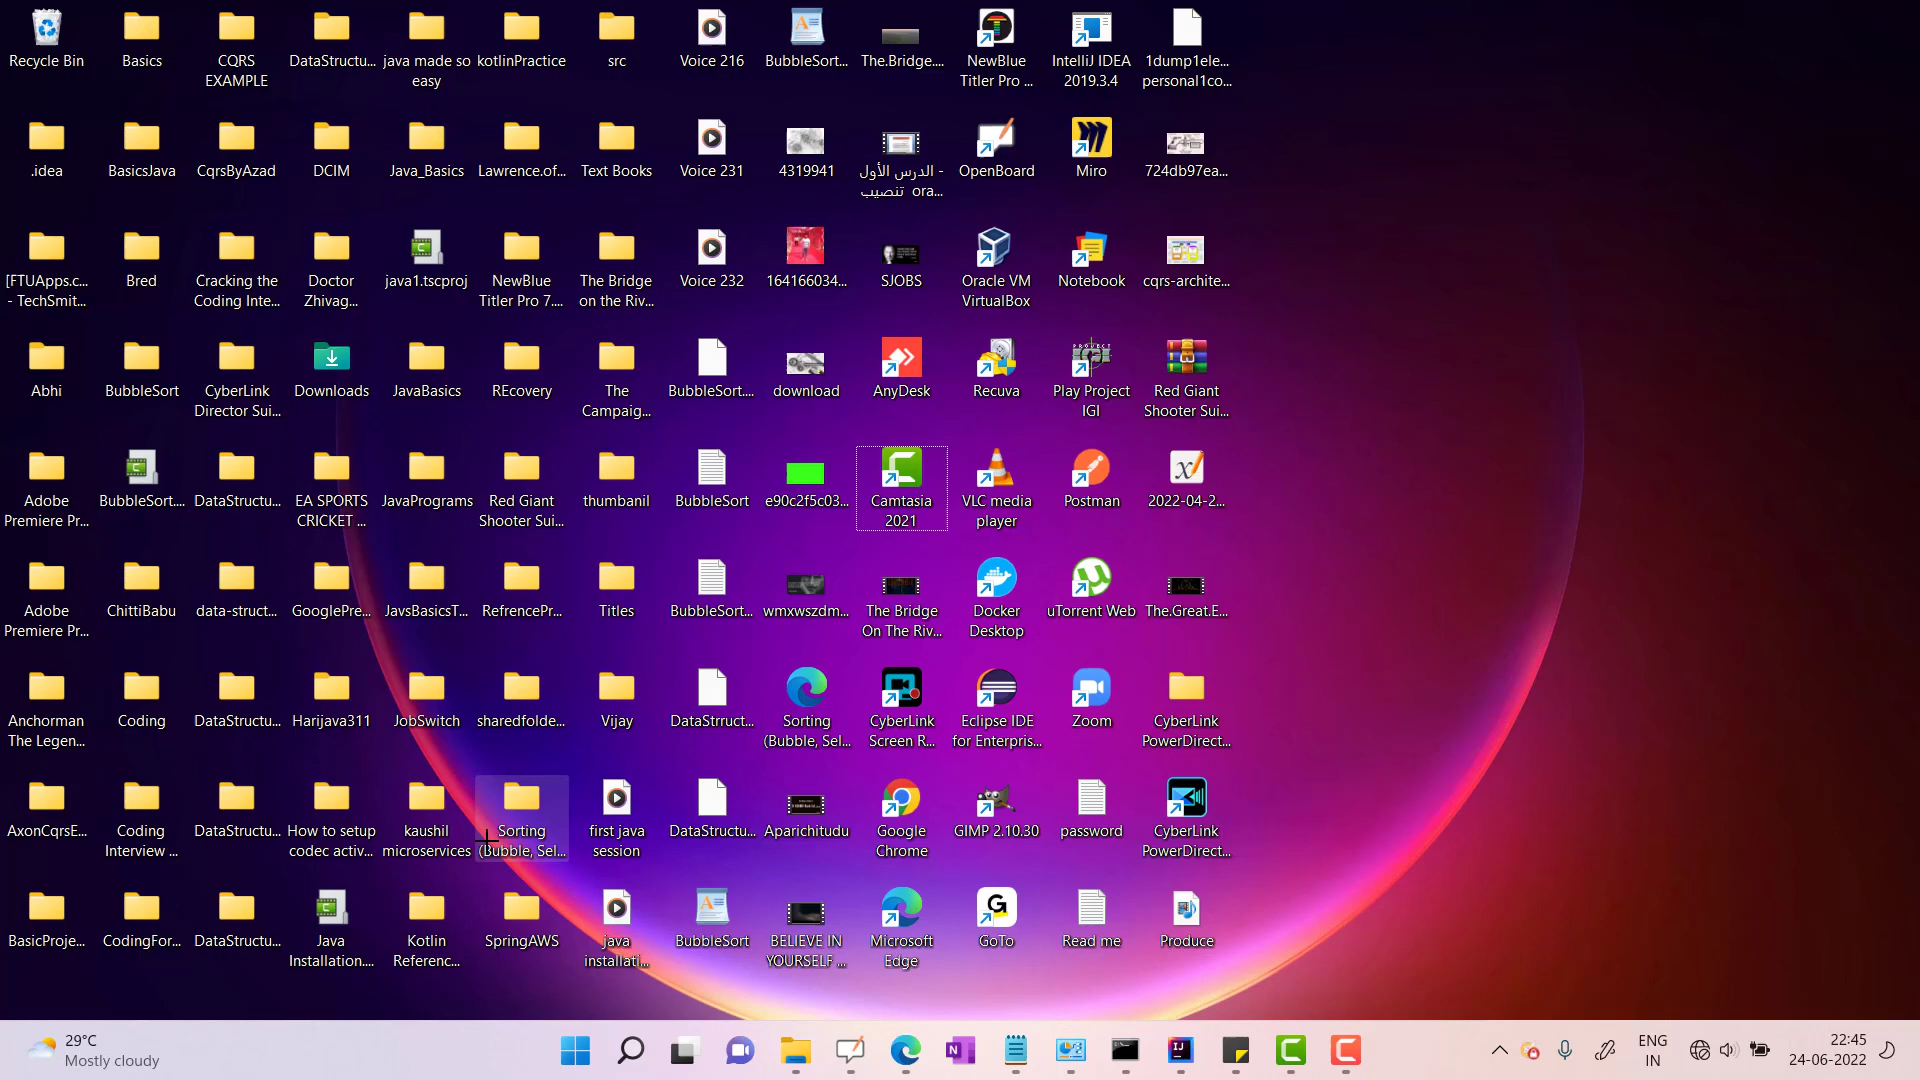 Recycle Bin
Basics
CQRS
EXAMPLE
DataStructu...
java made so
easy
kotlinPractice
src
Voice 216
BubbleSort...
The.Bridge....
NewBlue
Titler Pro ...
IntelliJ IDEA
2019.3.4
1dump1ele...
personal1co...
.idea
BasicsJava
CqrsByAzad
DCIM
Java_Basics
Lawrence.of...
Text Books
Voice 231
4319941
الدرس الأول -
تنصيب ora...
OpenBoard
Miro
724db97ea...
[FTUApps.c...
- TechSmit...
Bred
Cracking the
Coding Inte...
Doctor
Zhivag...
java1.tscproj
NewBlue
Titler Pro 7....
The Bridge
on the Riv...
Voice 232
164166034...
SJOBS
Oracle VM
VirtualBox
Notebook
cqrs-archite...
Abhi
BubbleSort
CyberLink
Director Sui...
Downloads
JavaBasics
REcovery
The
Campaig...
BubbleSort....
download
AnyDesk
Recuva
Play Project
IGI
Red Giant
Shooter Sui...
Adobe
Premiere Pr...
BubbleSort....
DataStructu...
EA SPORTS
CRICKET ...
JavaPrograms
Red Giant
Shooter Sui...
thumbanil
BubbleSort
e90c2f5c03...
Camtasia
2021
VLC media
player
Postman
2022-04-2...
Adobe
Premiere Pr...
ChittiBabu
data-struct...
GooglePre...
JavsBasicsT...
RefrencePr...
Titles
BubbleSort...
wmxwszdm...
The Bridge
On The Riv...
Docker
Desktop
uTorrent Web
The.Great.E...
Anchorman
The Legen...
Coding
DataStructu...
Harijava311
JobSwitch
sharedfolde...
Vijay
DataStrruct...
Sorting
(Bubble, Sel...
CyberLink
Screen R...
Eclipse IDE
for Enterpris...
Zoom
CyberLink
PowerDirect...
AxonCqrsE...
Coding
Interview ...
DataStructu...
How to setup
codec activ...
kaushil
microservices
Sorting
(Bubble, Sel...
first java
session
DataStructu...
Aparichitudu
Google
Chrome
GIMP 2.10.30
password
CyberLink
PowerDirect...
BasicProje...
CodingFor...
DataStructu...
Java
Installation....
Kotlin
Referenc...
SpringAWS
java
installati...
BubbleSort
BELIEVE IN
YOURSELF ...
Microsoft
Edge
GoTo
Read me
Produce
29°C
Mostly cloudy
ENG
IN
22:45
24-06-2022